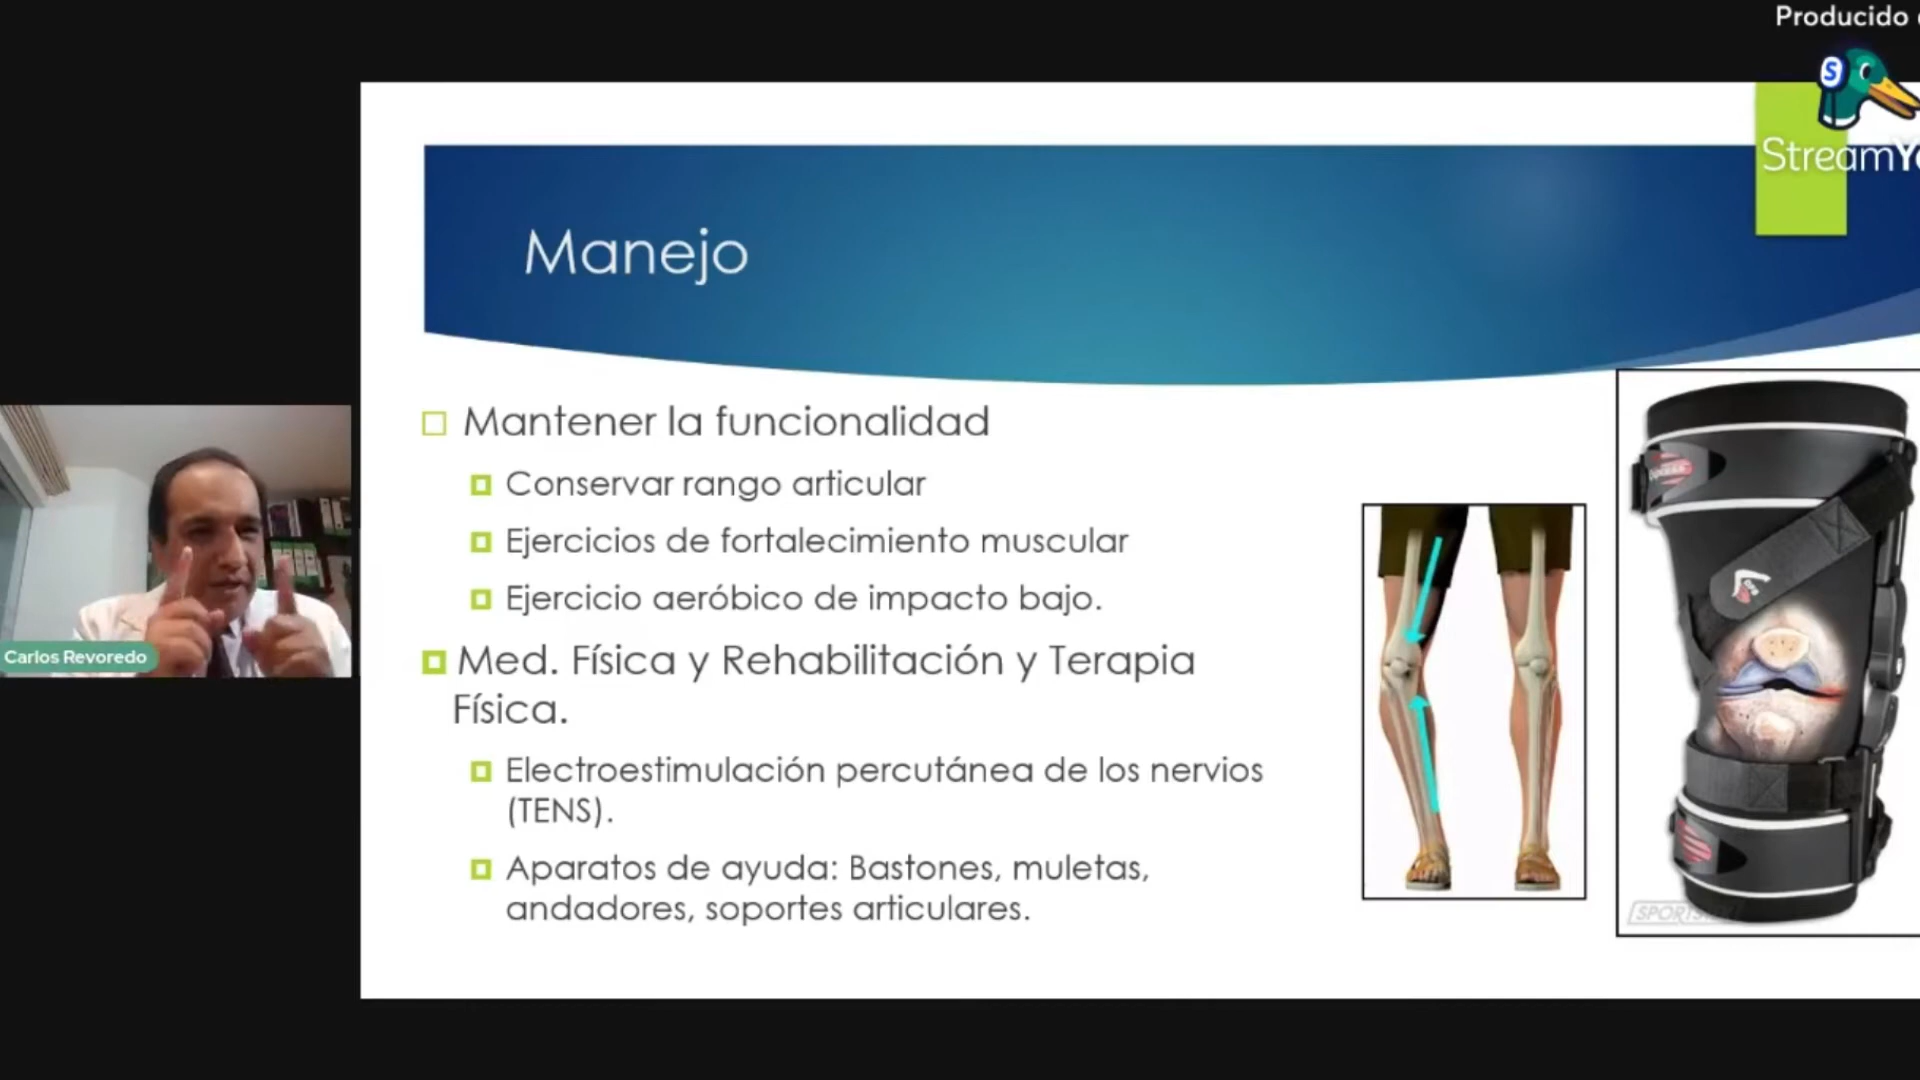 Producido
StreamY
Manejo
Mantener la funcionalidad
Conservar rango articular
Ejercicios de fortalecimiento muscular
Ejercicio aeróbico de impacto bajo.
Med. Física y Rehabilitación y Terapia
Física.
Electroestimulación percutánea de los nervios
(TENS).
Aparatos de ayuda: Bastones, muletas,
andadores, soportes articulares.
Carlos Revoredo